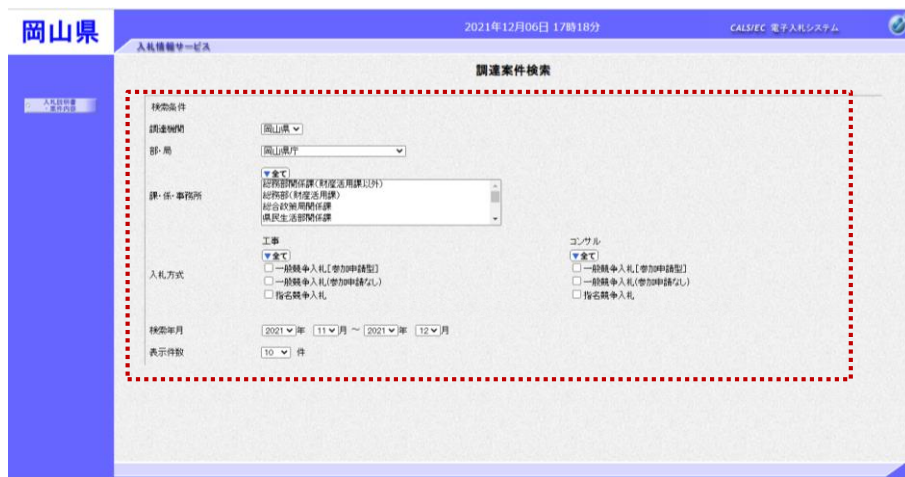 岡山県
2021年12月06日 17時18分
CALS/EC 電子入札システム
入札情報サービス
入札説明書
・案件内容
調達案件検索
検索条件
調達機関 岡山県
部・局 岡山県庁
▼全て
課・係・事務所
総務部関係課(財産活用課以外)
総務部(財産活用課)
総合政策局関係課
県民生活部関係課
入札方式
工事
▼全て
一般競争入札[参加申請型]
一般競争入札(参加申請なし)
指名競争入札
コンサル
▼全て
一般競争入札[参加申請型]
一般競争入札(参加申請なし)
指名競争入札
検索年月 2021 年 11 月 ~ 2021 年 12 月
表示件数 10 件